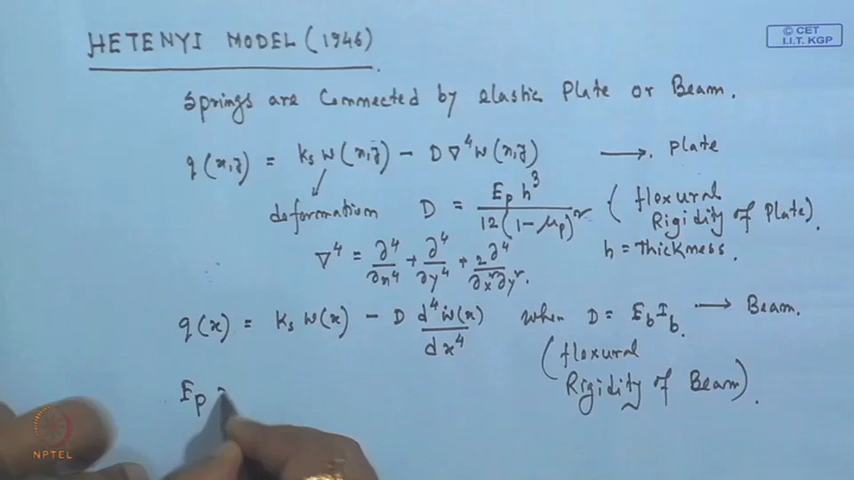 HETENYI MODEL (1946)
© CET
I.I.T. KGP
Springs are connected by elastic Plate or Beam.
q(x,z) = ks w(x,z) − D∇⁴w(x,z) → Plate
deformation D = Ep h³ / 12(1−μp)² (flexural Rigidity of Plate).
h = Thickness.
∇⁴ = ∂⁴/∂x⁴ + ∂⁴/∂y⁴ + 2∂⁴/∂x²∂y².
q(x) = ks w(x) − D d⁴w(x)/dx⁴ when D = EbIb. → Beam.
(flexural
Rigidity of Beam).
Ep
NPTEL